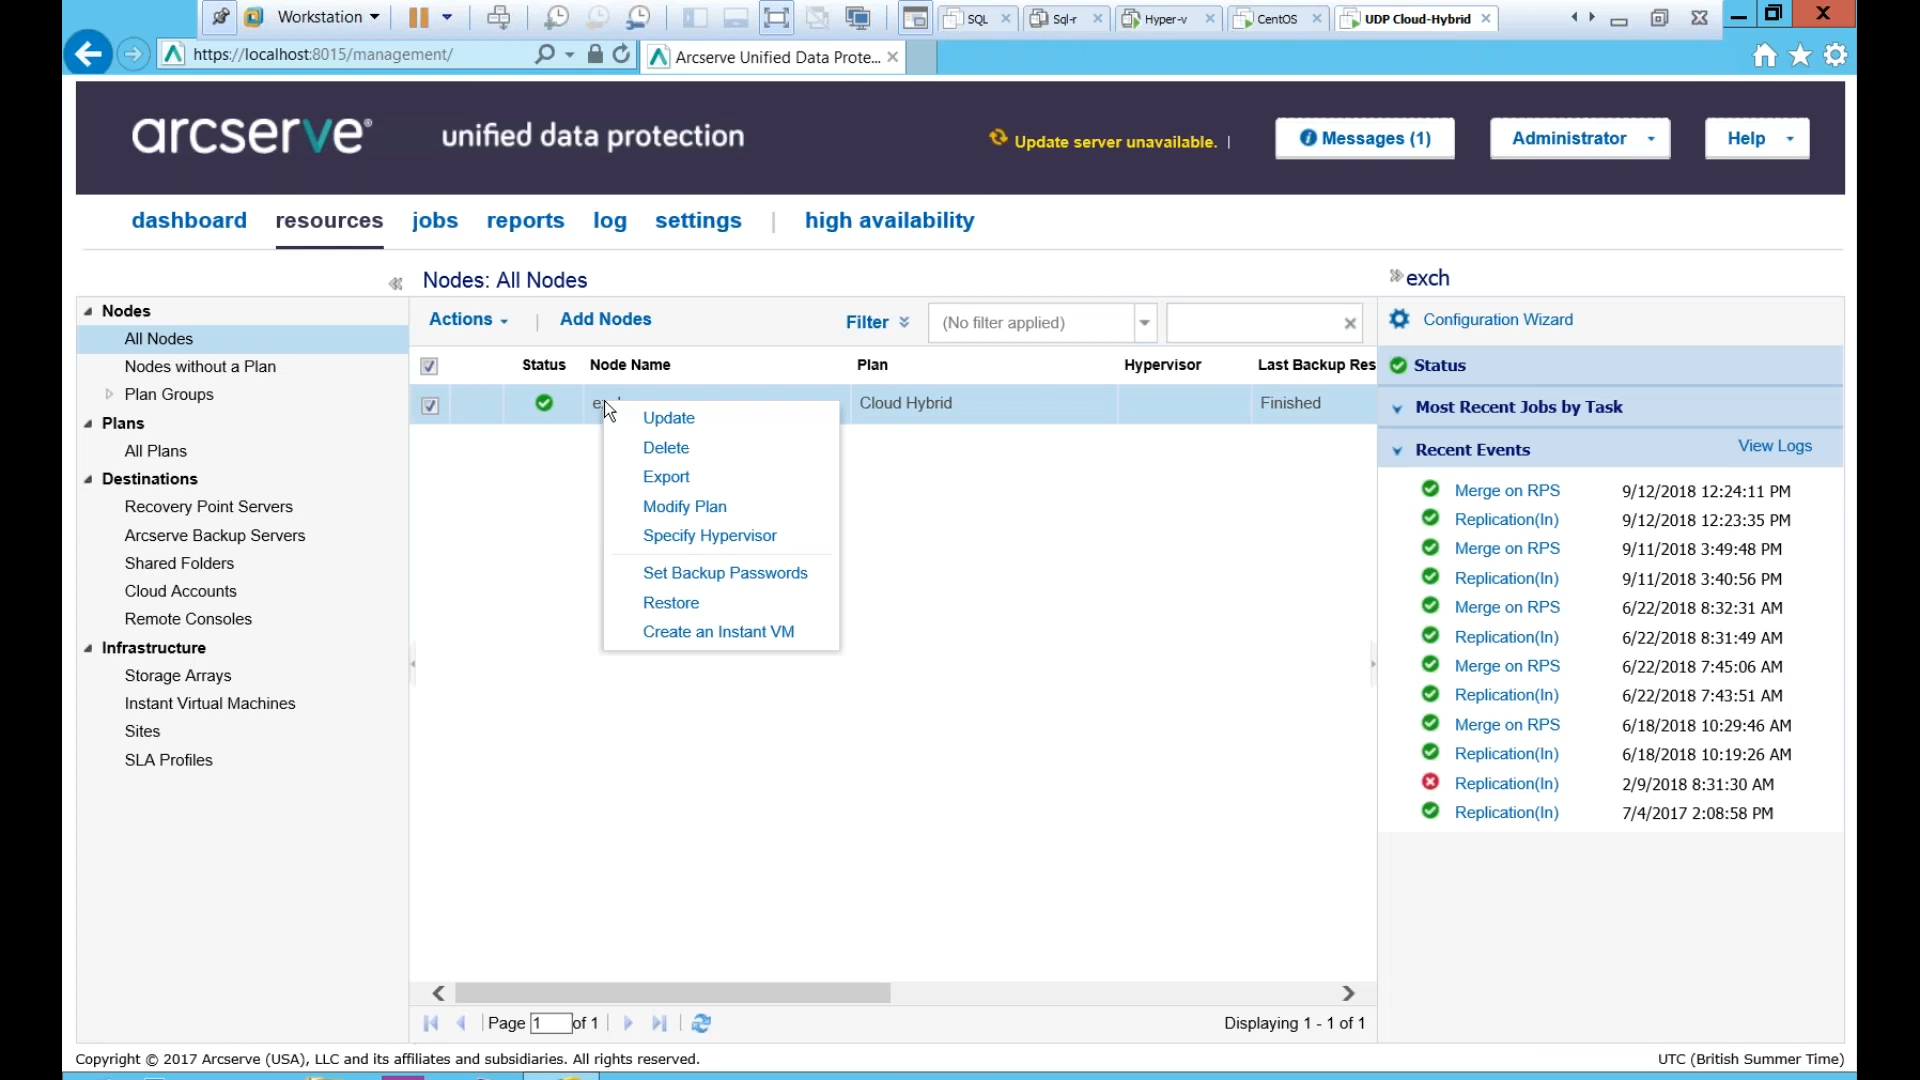 Workstation
SQL
Sql-r
Hyper-v
CentOS
UDP Cloud-Hybrid
https://localhost:8015/management/
Arcserve Unified Data Prote...
arcserve®
unified data protection
Update server unavailable. |
Messages (1)
Administrator
Help
dashboard resources jobs reports log settings | high availability
Nodes: All Nodes
exch
Nodes
All Nodes
Nodes without a Plan
Plan Groups
Plans
All Plans
Destinations
Recovery Point Servers
Arcserve Backup Servers
Shared Folders
Cloud Accounts
Remote Consoles
Infrastructure
Storage Arrays
Instant Virtual Machines
Sites
SLA Profiles
Actions | Add Nodes
Filter
(No filter applied)
Status Node Name Plan Hypervisor Last Backup Res
Cloud Hybrid Finished
Update
Delete
Export
Modify Plan
Specify Hypervisor
Set Backup Passwords
Restore
Create an Instant VM
Page 1 of 1
Displaying 1 - 1 of 1
Configuration Wizard
Status
Most Recent Jobs by Task
Recent Events View Logs
Merge on RPS 9/12/2018 12:24:11 PM
Replication(In) 9/12/2018 12:23:35 PM
Merge on RPS 9/11/2018 3:49:48 PM
Replication(In) 9/11/2018 3:40:56 PM
Merge on RPS 6/22/2018 8:32:31 AM
Replication(In) 6/22/2018 8:31:49 AM
Merge on RPS 6/22/2018 7:45:06 AM
Replication(In) 6/22/2018 7:43:51 AM
Merge on RPS 6/18/2018 10:29:46 AM
Replication(In) 6/18/2018 10:19:26 AM
Replication(In) 2/9/2018 8:31:30 AM
Replication(In) 7/4/2017 2:08:58 PM
Copyright © 2017 Arcserve (USA), LLC and its affiliates and subsidiaries. All rights reserved.
UTC (British Summer Time)